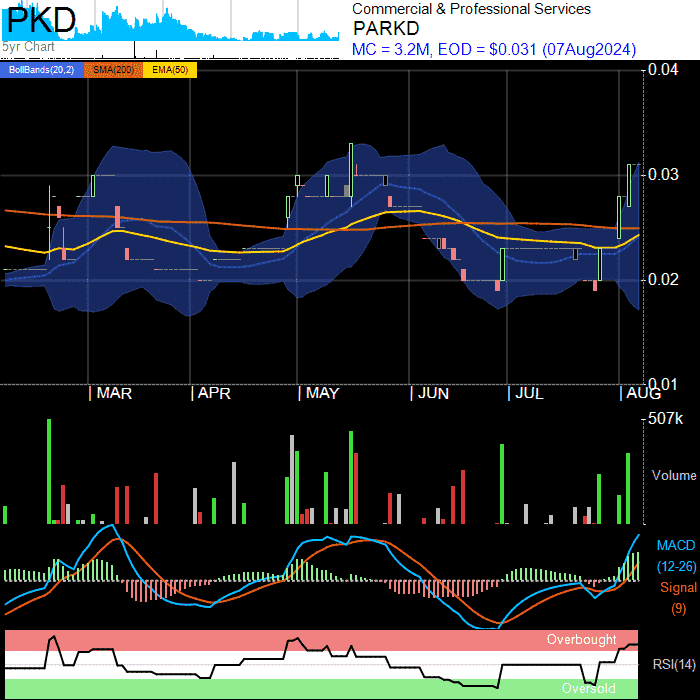 PKD
5yr Chart
Commercial & Professional Services
PARKD
MC = 3.2M, EOD = $0.031 (07Aug2024)
BollBands(20,2) SMA(200) EMA(50)
0.04
0.03
0.02
0.01
| MAR | APR | MAY | JUN | JUL | AUG
507k
Volume
MACD
(12-26)
Signal
(9)
Overbought
RSI(14)
Oversold